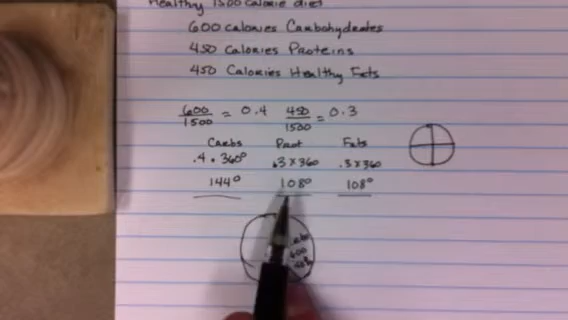 Healthy 1500 calorie diet
600 calories Carbohydrates
450 calories Proteins
450 Calories Healthy Fats
600/1500 = 0.4 450/1500 = 0.3
Carbs Prot Fats
.4 · 360° .3 x 360 .3 x 360
144° 108° 108°
600